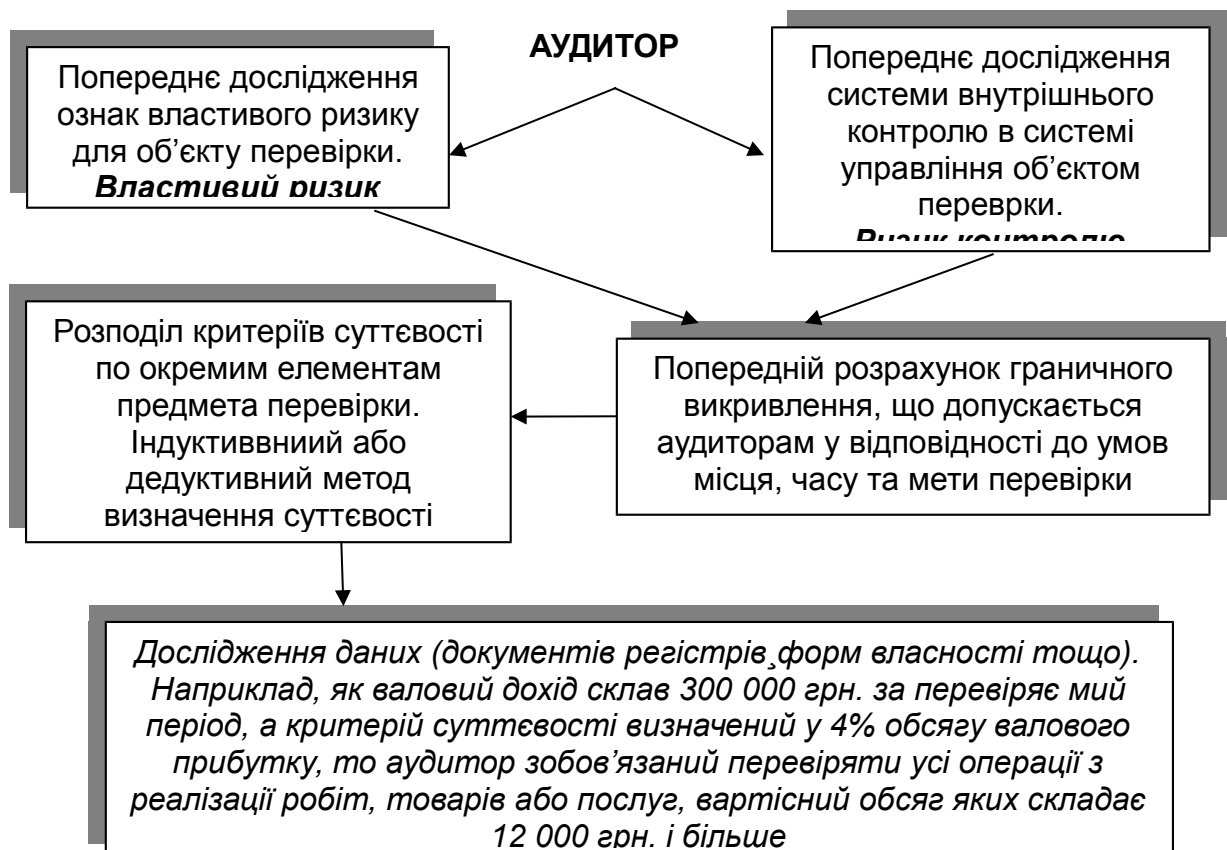 АУДИТОР
Попереднє дослідження
ознак властивого ризику
для об’єкту перевірки.
Властивий ризик
Попереднє дослідження
системи внутрішнього
контролю в системі
управління об’єктом
переврки.
Ризик контролю
Розподіл критеріїв суттєвості
по окремим елементам
предмета перевірки.
Індуктиввниий або
дедуктивний метод
визначення суттєвості
Попередній розрахунок граничного
викривлення, що допускається
аудиторам у відповідності до умов
місця, часу та мети перевірки
Дослідження даних (документів регістрів¸форм власності тощо).
Наприклад, як валовий дохід склав 300 000 грн. за перевіряє мий
період, а критерій суттєвості визначений у 4% обсягу валового
прибутку, то аудитор зобов’язаний перевіряти усі операції з
реалізації робіт, товарів або послуг, вартісний обсяг яких складає
12 000 грн. і більше